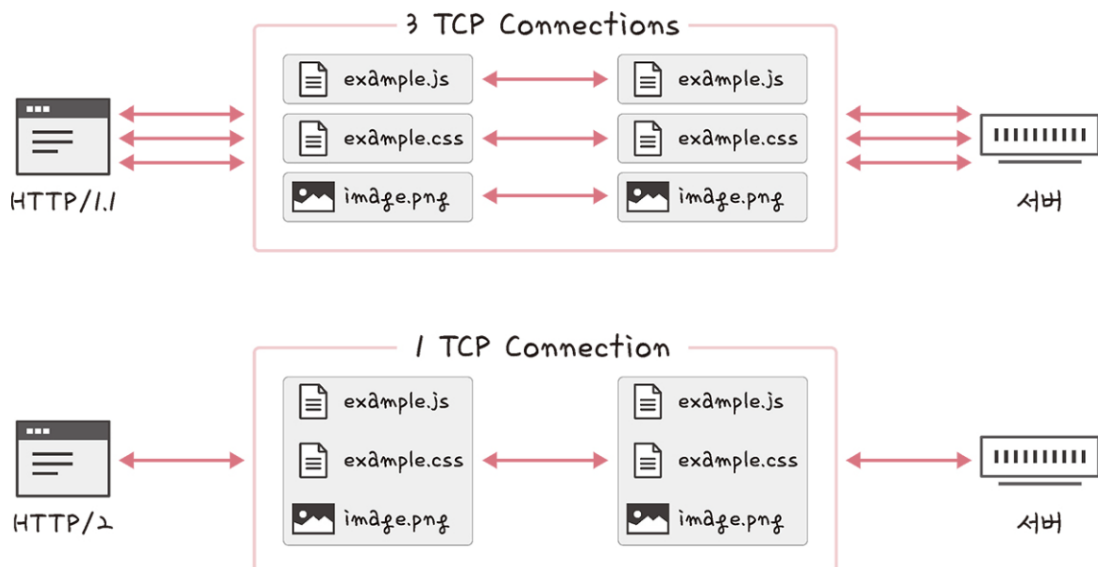 3 TCP Connections
example.js
example.js
example.css
example.css
image.png
image.png
HTTP/1.1
서버
1 TCP Connection
example.js
example.js
example.css
example.css
image.png
image.png
HTTP/2
서버